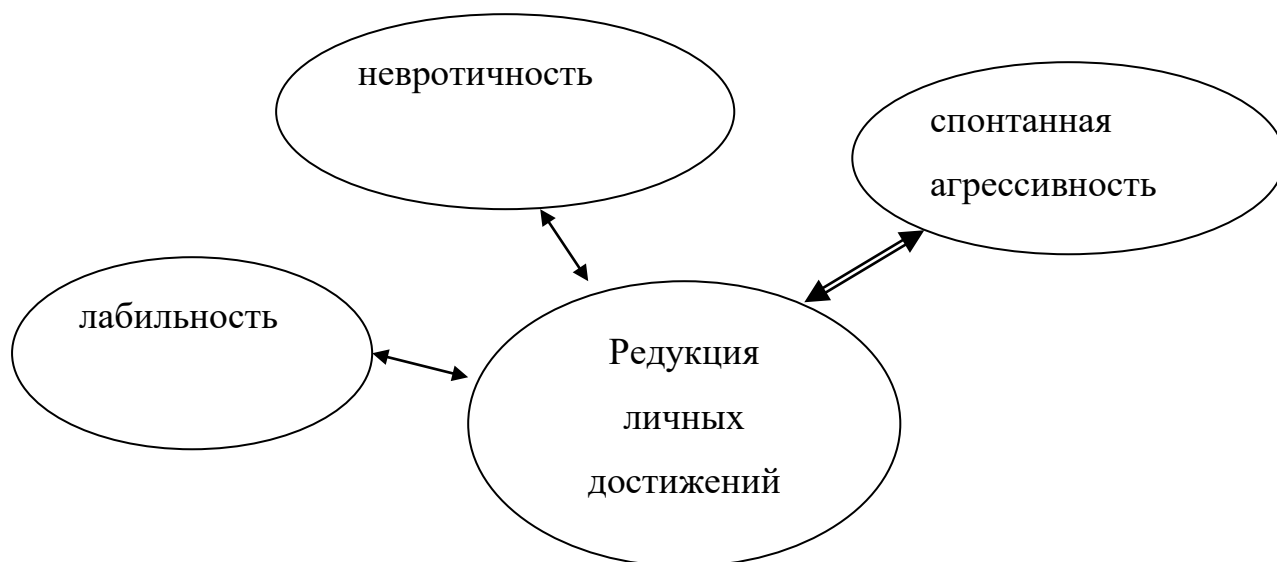 невротичность
спонтанная
агрессивность
лабильность
Редукция
личных
достижений